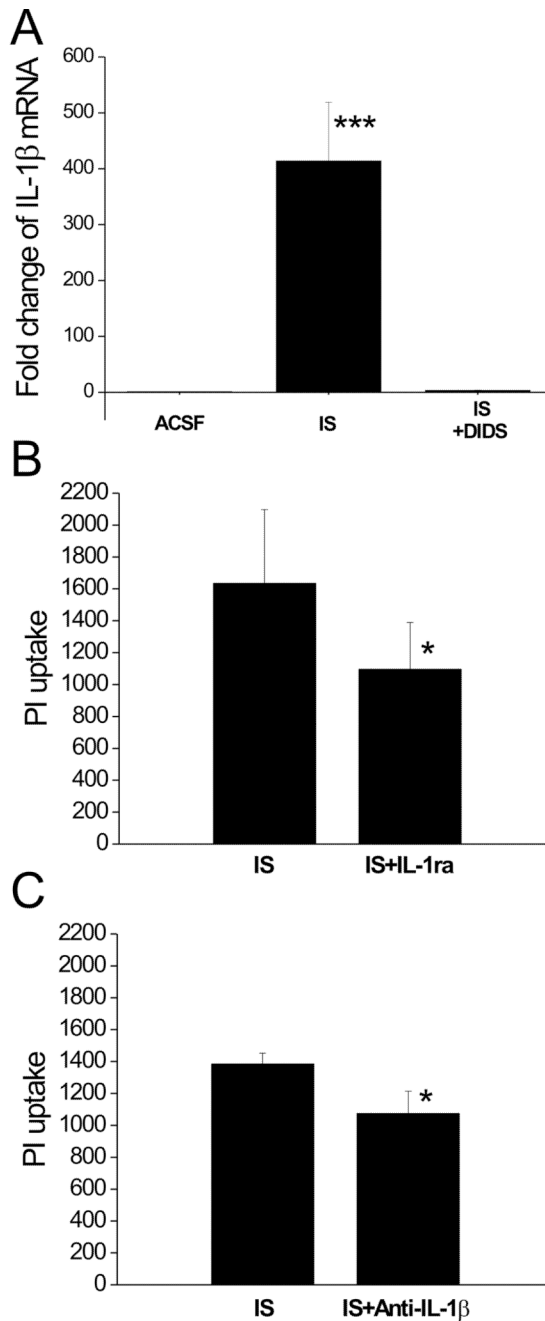 A
Fold change of IL-1β mRNA
600
500
400
300
200
100
0
***
ACSF
IS
IS
+DIDS
B
PI uptake
2200
2000
1800
1600
1400
1200
1000
800
600
400
200
0
*
IS
IS+IL-1ra
C
PI uptake
2200
2000
1800
1600
1400
1200
1000
800
600
400
200
0
*
IS
IS+Anti-IL-1β